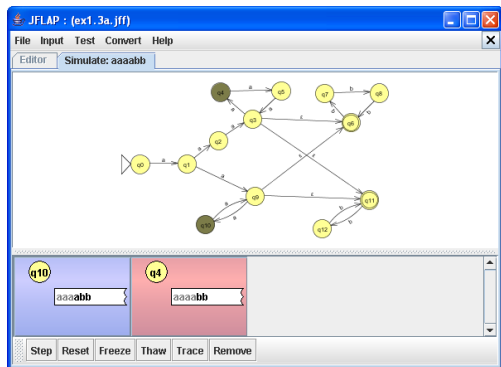 JFLAP : (ex1.3a.jff)
File Input Test Convert Help
Editor Simulate: aaaabb
q4 a q5 q7 b q8
a a b b
q3 ε q6
a
q2
a ε ε
q0 a q1
a
q9 ε q11
a a b b
q10 q12
q10 q4
aaaabb aaaabb
Step Reset Freeze Thaw Trace Remove